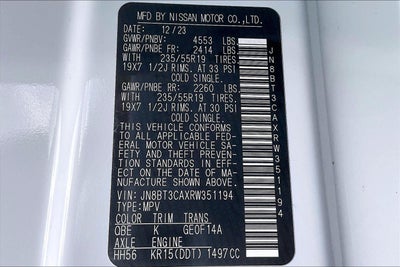 MFD BY NISSAN MOTOR CO.,LTD.
DATE: 12/23
GVWR/PNBV: 4553 LBS.
GAWR/PNBE FR: 2414 LBS.
WITH 235/55R19 TIRES.
19X7 1/2J RIMS. AT 33 PSI
COLD SINGLE.
GAWR/PNBE RR: 2260 LBS.
WITH 235/55R19 TIRES.
19X7 1/2J RIMS. AT 30 PSI
COLD SINGLE.
THIS VEHICLE CONFORMS
TO ALL APPLICABLE FED-
ERAL MOTOR VEHICLE SA-
FETY AND THEFT PREVEN-
TION STANDARDS IN EFF-
ECT ON THE DATE OF MA-
NUFACTURE SHOWN ABOVE.
VIN: JN8BT3CAXRW351194
TYPE:MPV
COLOR TRIM TRANS
QBE K GE0F14A
AXLE ENGINE
HH56 KR15(DDT) 1497CC
JN8BT3CAXRW351194